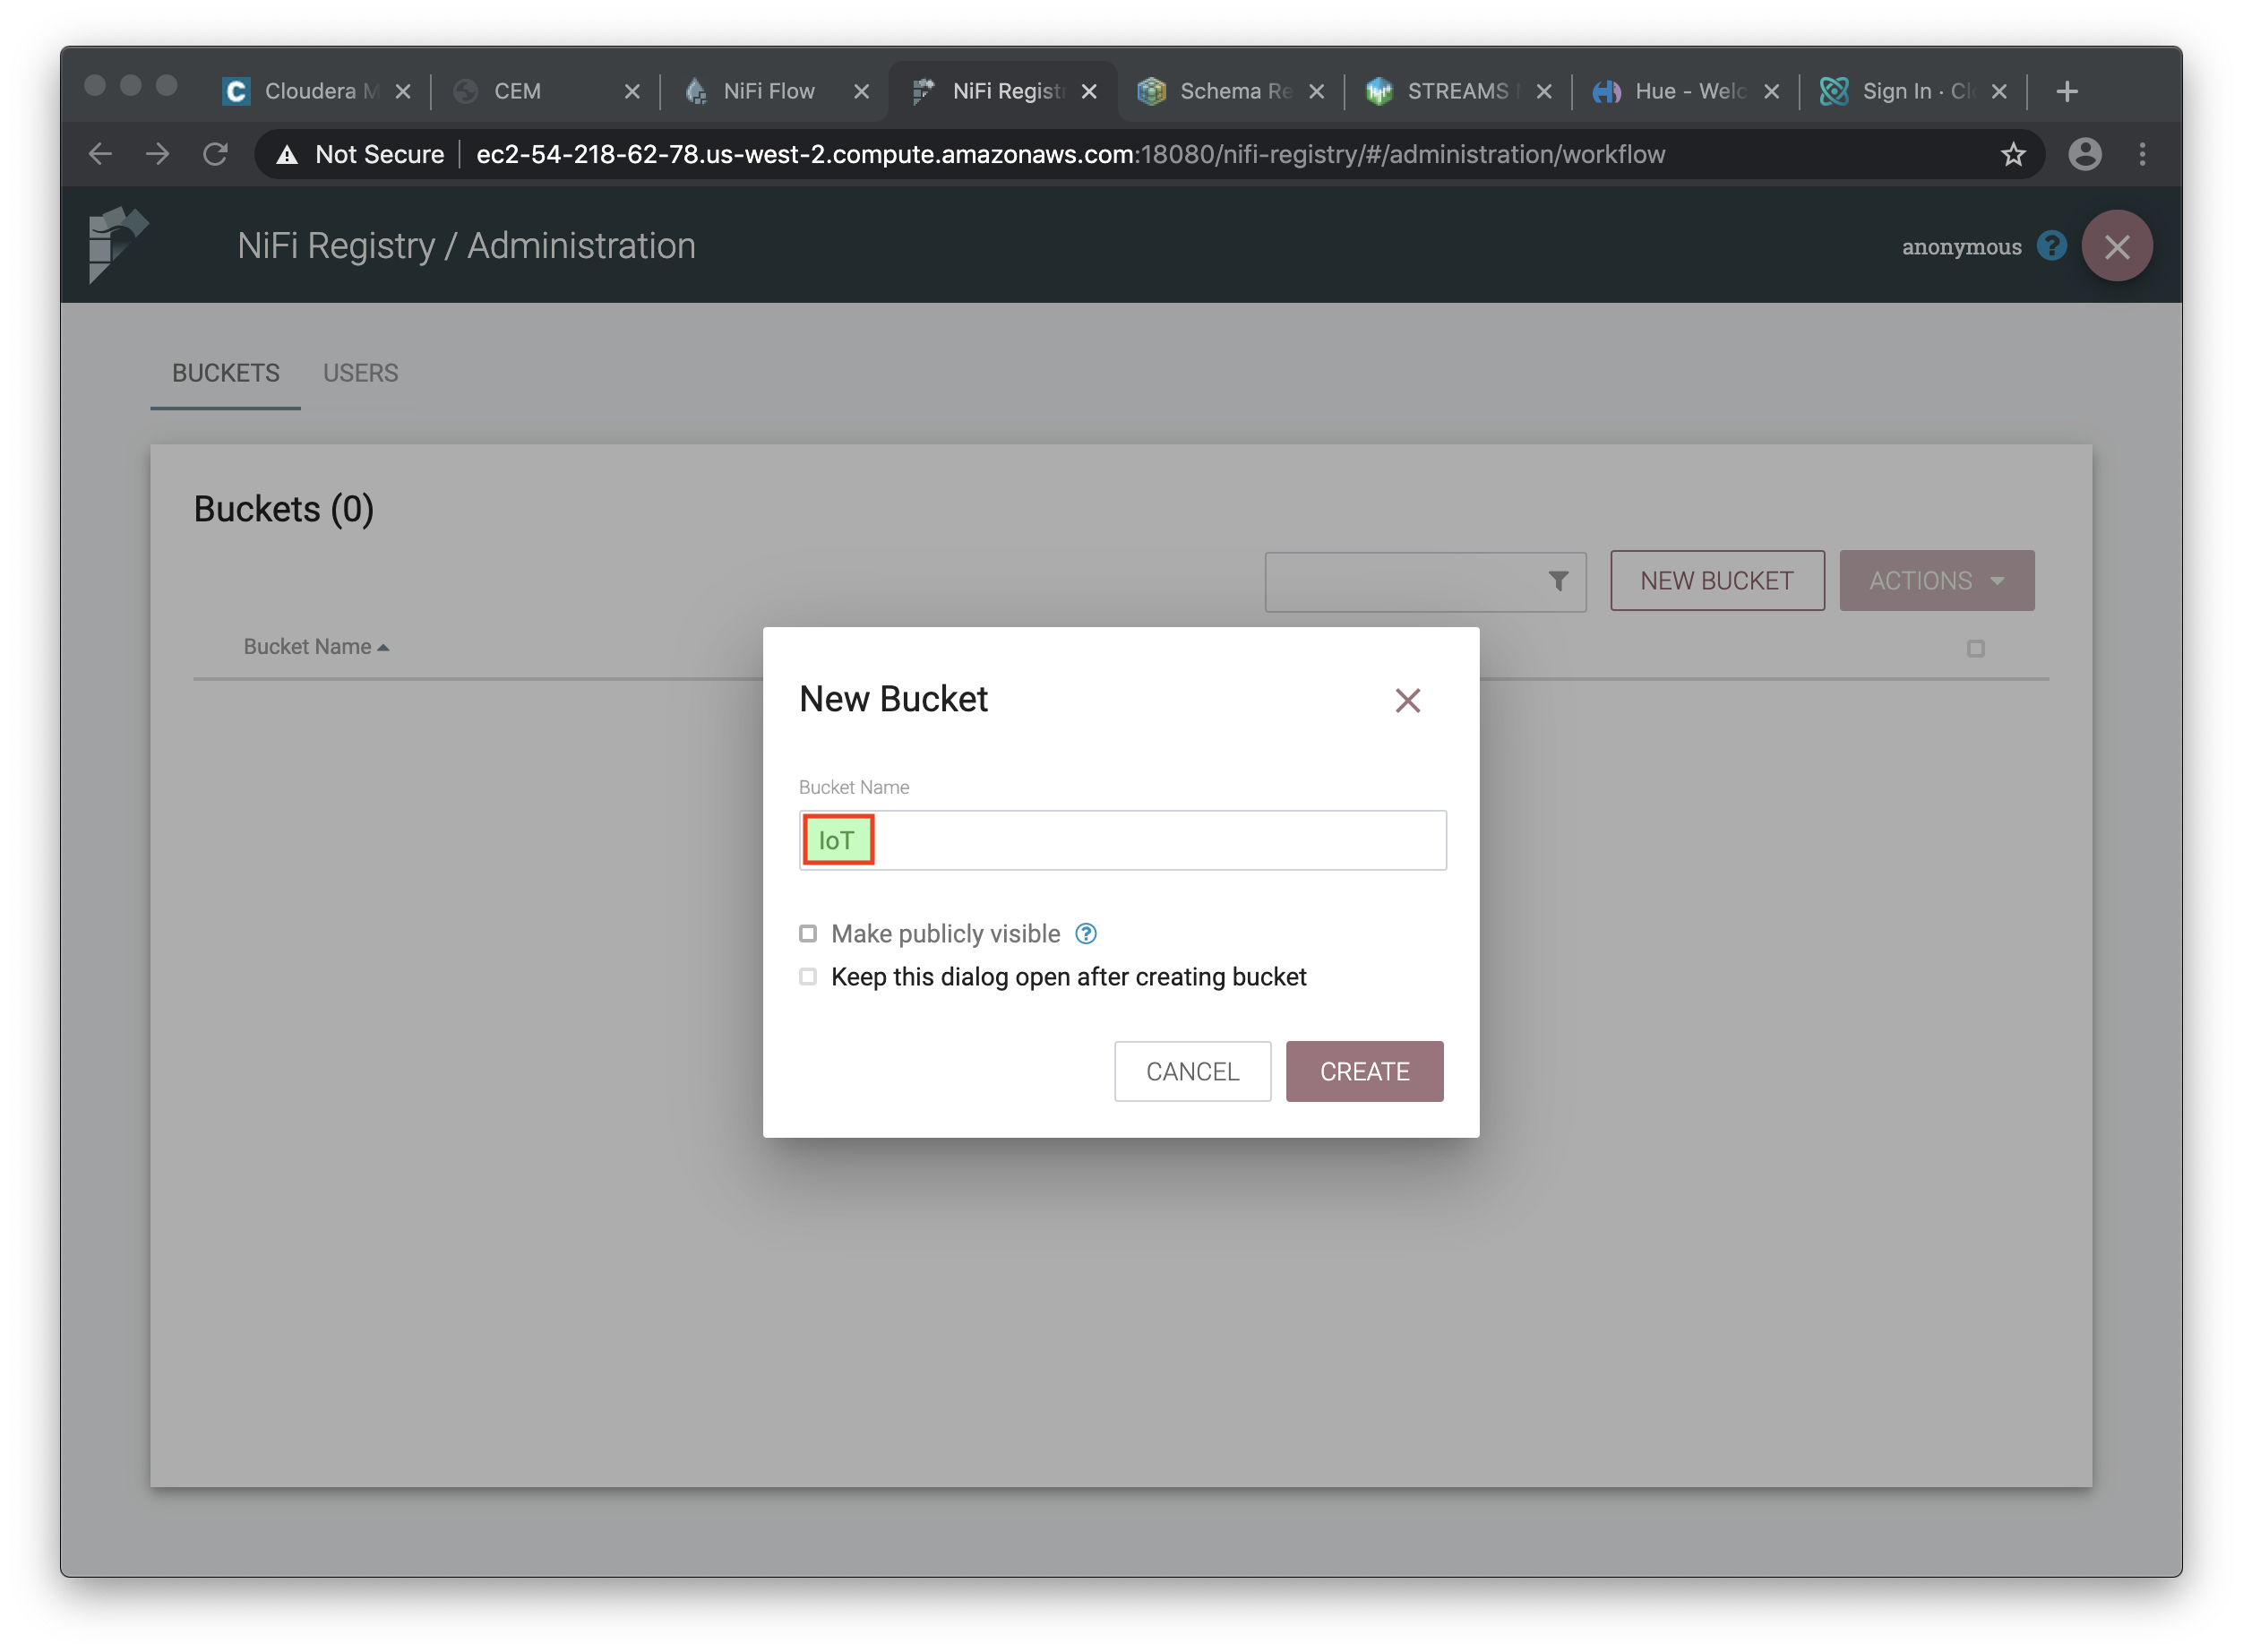 Cloudera M
CEM
NiFi Flow
NiFi Regist
Schema Re
STREAMS
Hue - Welc
Sign In · Cl
Not Secure
ec2-54-218-62-78.us-west-2.compute.amazonaws.com:18080/nifi-registry/#/administration/workflow
NiFi Registry / Administration
anonymous
BUCKETS USERS
Buckets (0)
NEW BUCKET
ACTIONS
Bucket Name
New Bucket
Bucket Name
IoT
Make publicly visible
Keep this dialog open after creating bucket
CANCEL
CREATE